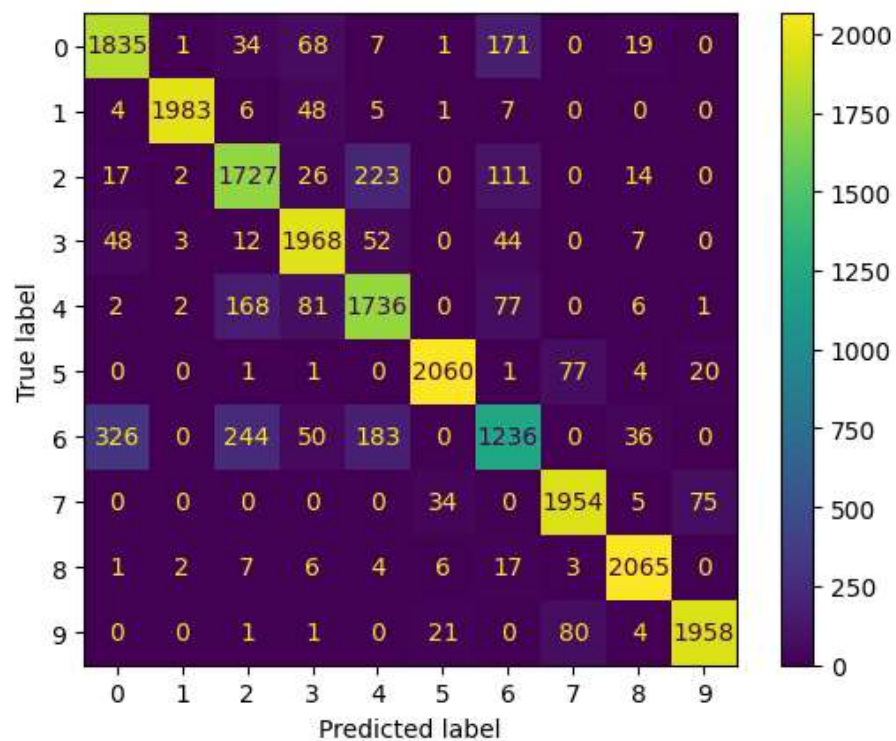 0 1835 1 34 68 7 1 171 0 19 0
1 4 1983 6 48 5 1 7 0 0 0
2 17 2 1727 26 223 0 111 0 14 0
3 48 3 12 1968 52 0 44 0 7 0
4 2 2 168 81 1736 0 77 0 6 1
5 0 0 1 1 0 2060 1 77 4 20
6 326 0 244 50 183 0 1236 0 36 0
7 0 0 0 0 0 34 0 1954 5 75
8 1 2 7 6 4 6 17 3 2065 0
9 0 0 1 1 0 21 0 80 4 1958
0 1 2 3 4 5 6 7 8 9
Predicted label
True label
2000
1750
1500
1250
1000
750
500
250
0